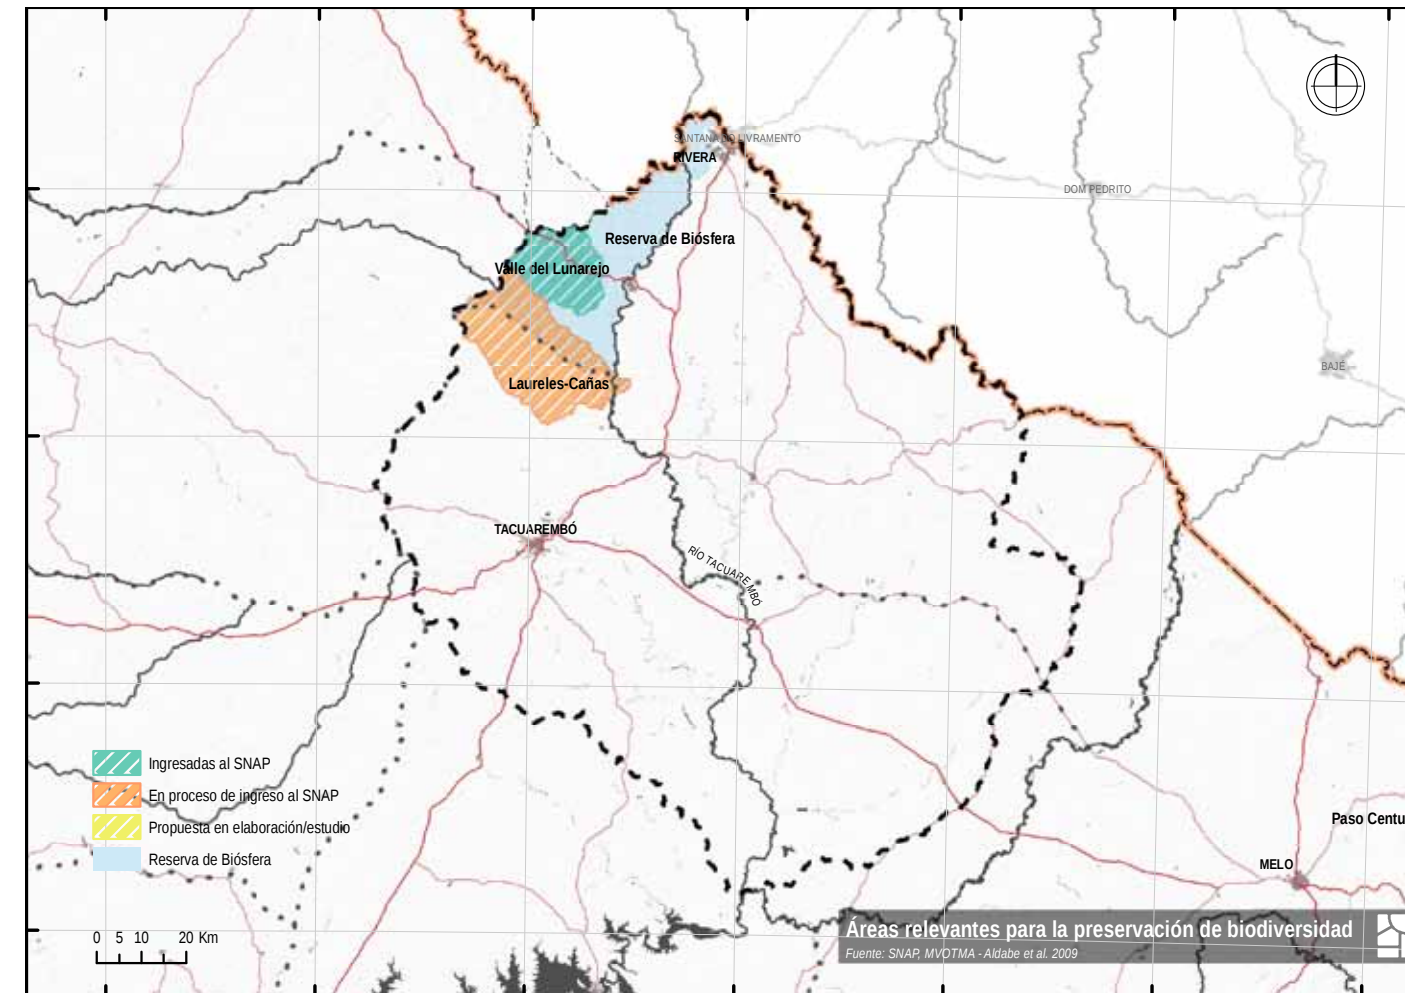 SANTANA DO LIVRAMENTO
RIVERA
DOM PEDRITO
Reserva de Biósfera
Valle del Lunarejo
BAJÉ
Laureles-Cañas
TACUAREMBÓ
RÍO TACUAREMBÓ
Ingresadas al SNAP
En proceso de ingreso al SNAP
Propuesta en elaboración/estudio
Reserva de Biósfera
Paso Centu
MELO
0 5 10 20 Km
Áreas relevantes para la preservación de biodiversidad
Fuente: SNAP, MVOTMA - Aldabe et al. 2009